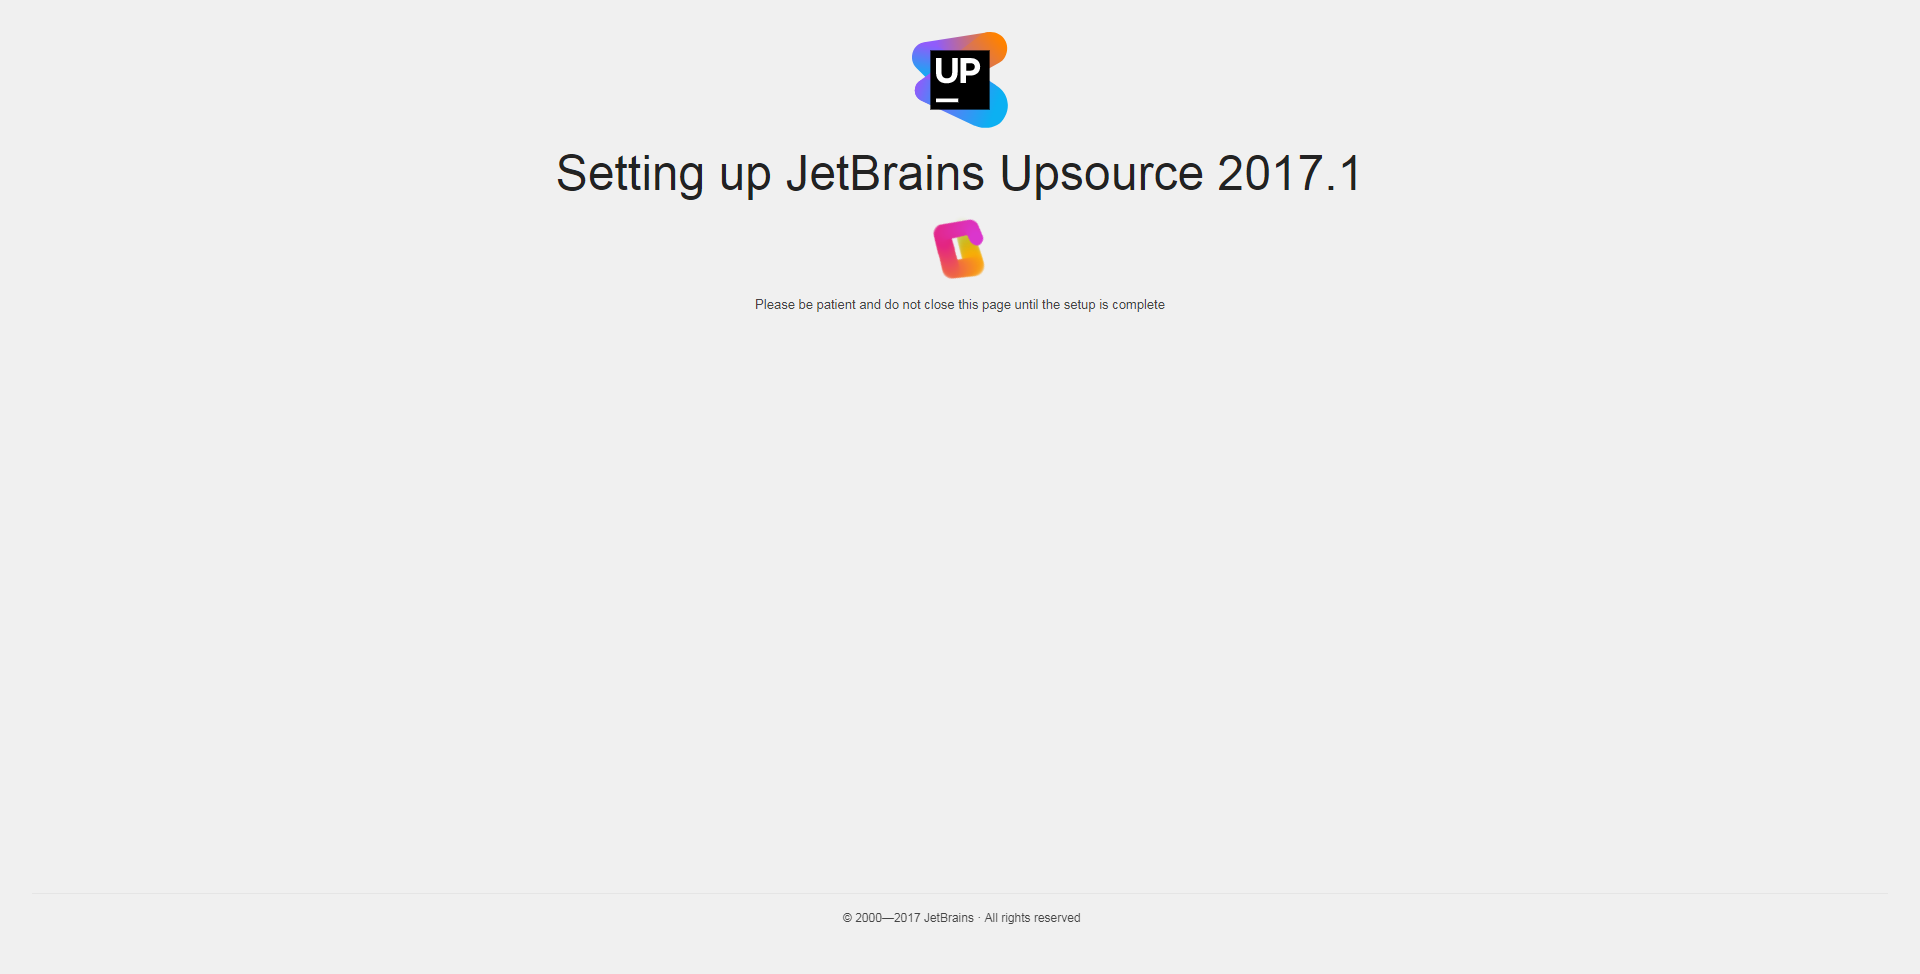 UP
Setting up JetBrains Upsource 2017.1
Please be patient and do not close this page until the setup is complete
© 2000—2017 JetBrains · All rights reserved